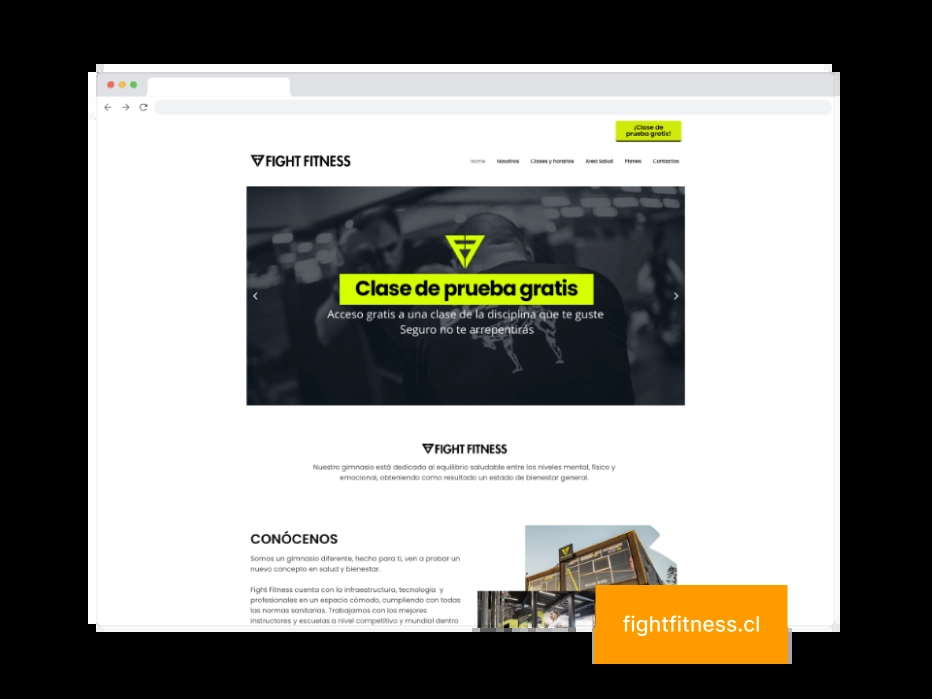 ¡Clase de
prueba gratis!
FIGHT FITNESS
Home Nosotros Clases y horarios Area Salud Planes Contactos
Clase de prueba gratis
Acceso gratis a una clase de la disciplina que te guste
Seguro no te arrepentirás
FIGHT FITNESS
Nuestro gimnasio está dedicado al equilibrio saludable entre los niveles mental, físico y
emocional, obteniendo como resultado un estado de bienestar general.
CONÓCENOS
Somos un gimnasio diferente, hecho para ti, ven a probar un
nuevo concepto en salud y bienestar.
Fight Fitness cuenta con la infraestructura, tecnología y
profesionales en un espacio cómodo, cumpliendo con todas
las normas sanitarias. Trabajamos con los mejores
instructores y escuelas a nivel competitivo y mundial dentro
fightfitness.cl